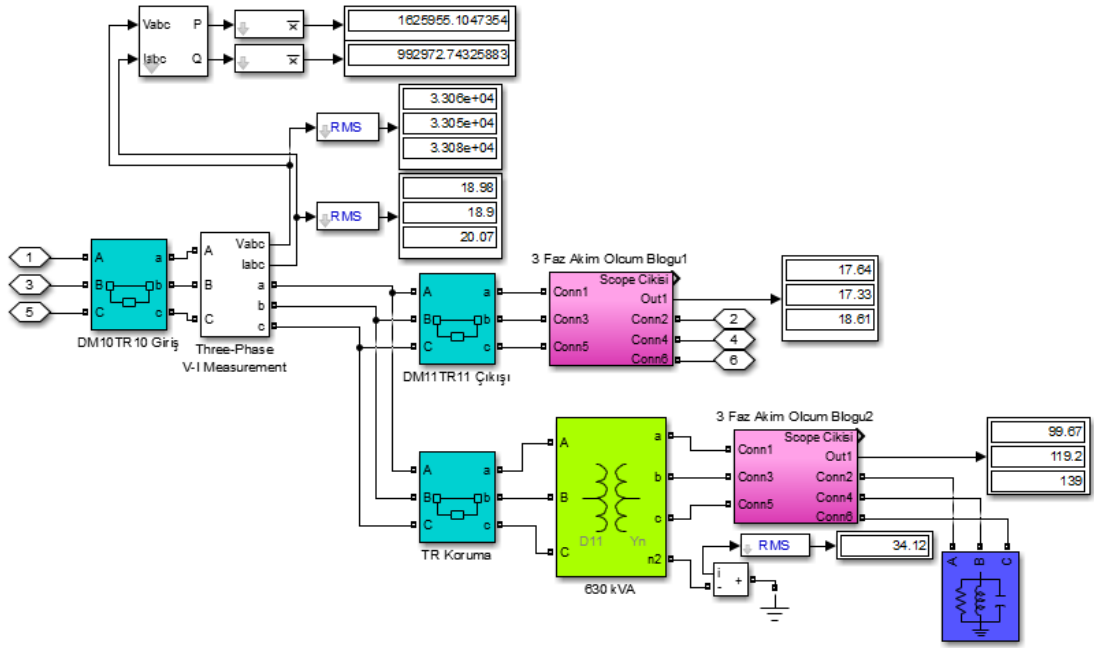 Vabc P
Iabc Q
x
x
1625955.1047354
992972.74325883
RMS
3.306e+04
3.305e+04
3.308e+04
RMS
18.98
18.9
20.07
1
3
5
A a
B b
C c
DM10TR10 Giriş
A
B
C
Vabc
Iabc
a
b
c
Three-Phase
V-I Measurement
A a
B b
C c
DM11TR11 Çıkışı
3 Faz Akim Olcum Blogu1
Scope Cikisi
Out1
Conn1
Conn2
Conn3
Conn4
Conn5
Conn6
2
4
6
17.64
17.33
18.61
A a
B b
C c
TR Koruma
A
B
C
a
b
c
n2
D11 Yn
630 kVA
3 Faz Akim Olcum Blogu2
Scope Cikisi
Out1
Conn1
Conn2
Conn3
Conn4
Conn5
Conn6
99.67
119.2
139
i
- +
RMS
34.12
A B C